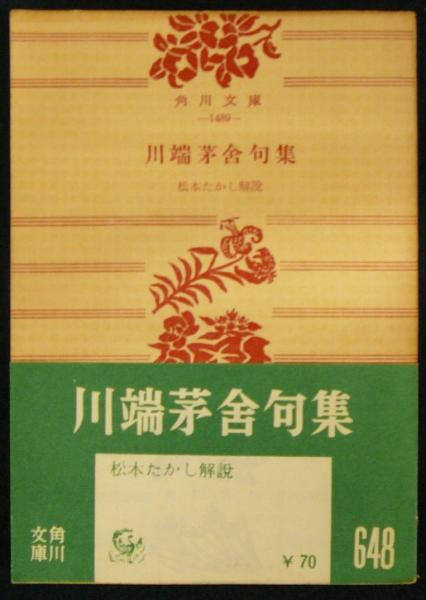 角川文庫
—1489—
川端茅舎句集
松本たかし解説
川端茅舎句集
松本たかし解説
角川文庫
¥70
648